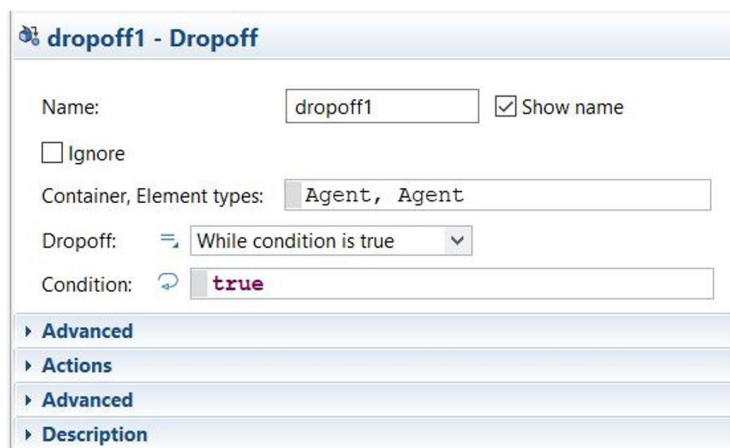 dropoff1 - Dropoff
Name: dropoff1 Show name
Ignore
Container, Element types: Agent, Agent
Dropoff: While condition is true
Condition: true
Advanced
Actions
Advanced
Description